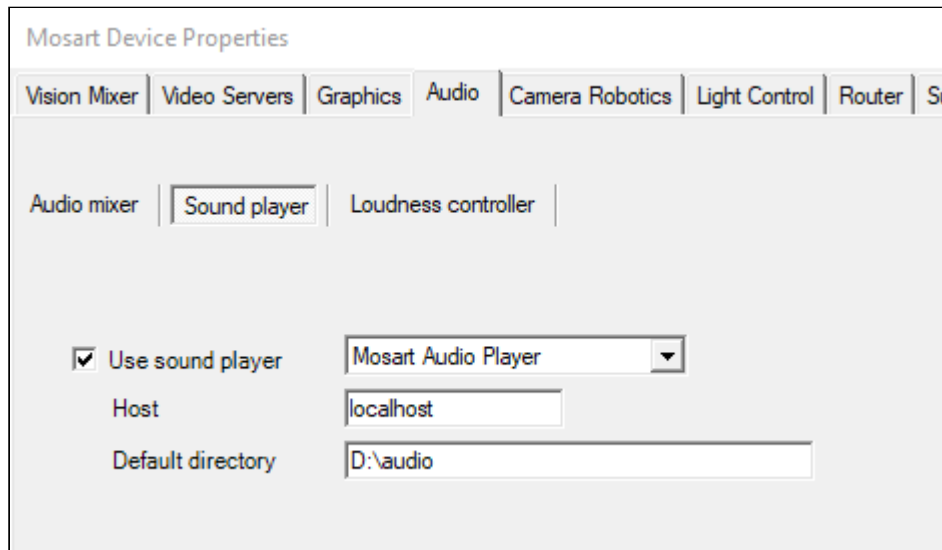 Mosart Device Properties
Vision Mixer Video Servers Graphics Audio Camera Robotics Light Control Router
Audio mixer Sound player Loudness controller
Use sound player Mosart Audio Player
Host localhost
Default directory D:\audio